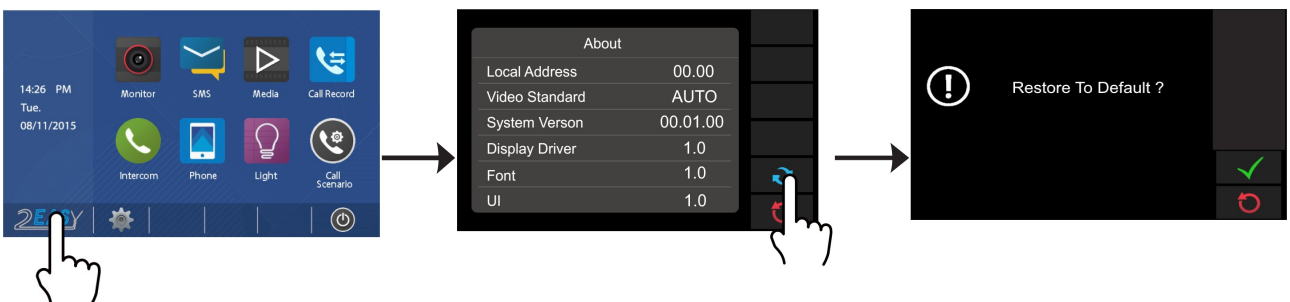 14:26 PM
Tue.
08/11/2015
Monitor
SMS
Media
Call Record
Intercom
Phone
Light
Call
Scenario
2EASY
About
Local Address 00.00
Video Standard AUTO
System Verson 00.01.00
Display Driver 1.0
Font 1.0
UI 1.0
Restore To Default ?